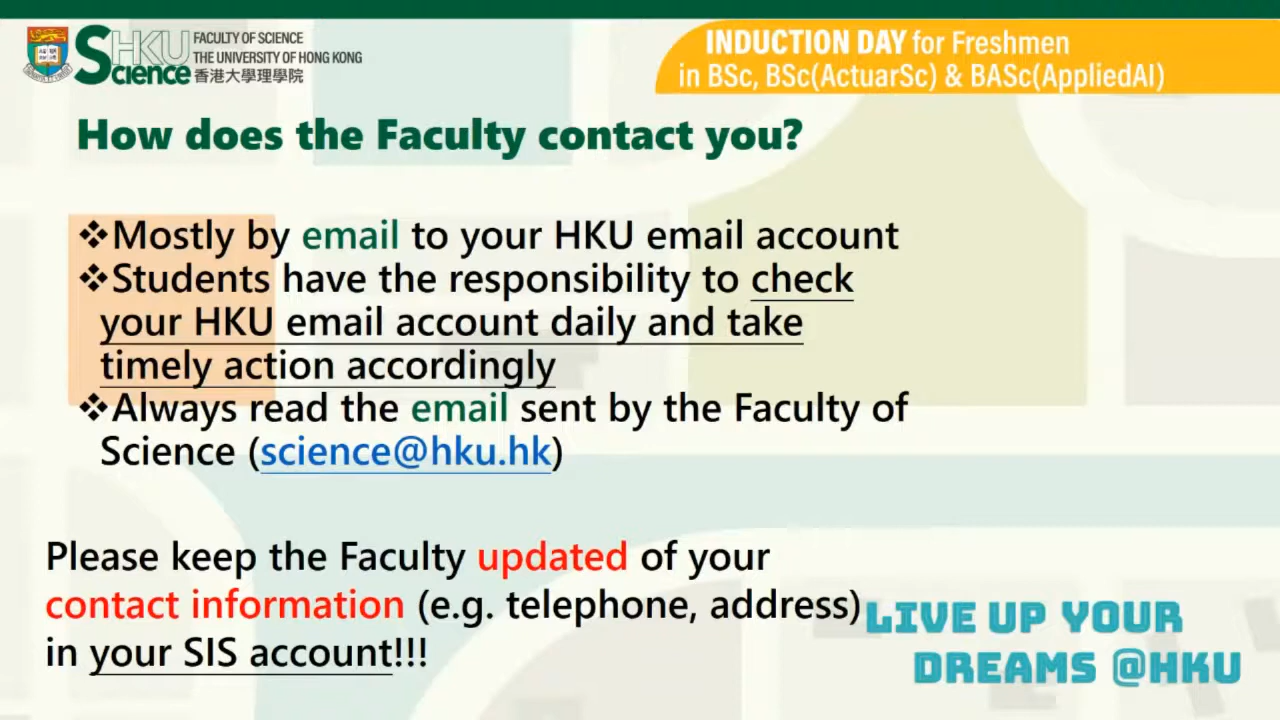 SHKU
Science
FACULTY OF SCIENCE
THE UNIVERSITY OF HONG KONG
香港大學理學院
INDUCTION DAY for Freshmen
in BSc, BSc(ActuarSc) & BASc(AppliedAI)
How does the Faculty contact you?
❖Mostly by email to your HKU email account
❖Students have the responsibility to check
your HKU email account daily and take
timely action accordingly
❖Always read the email sent by the Faculty of
Science (science@hku.hk)
Please keep the Faculty updated of your
contact information (e.g. telephone, address)
in your SIS account!!!
LIVE UP YOUR
DREAMS @HKU